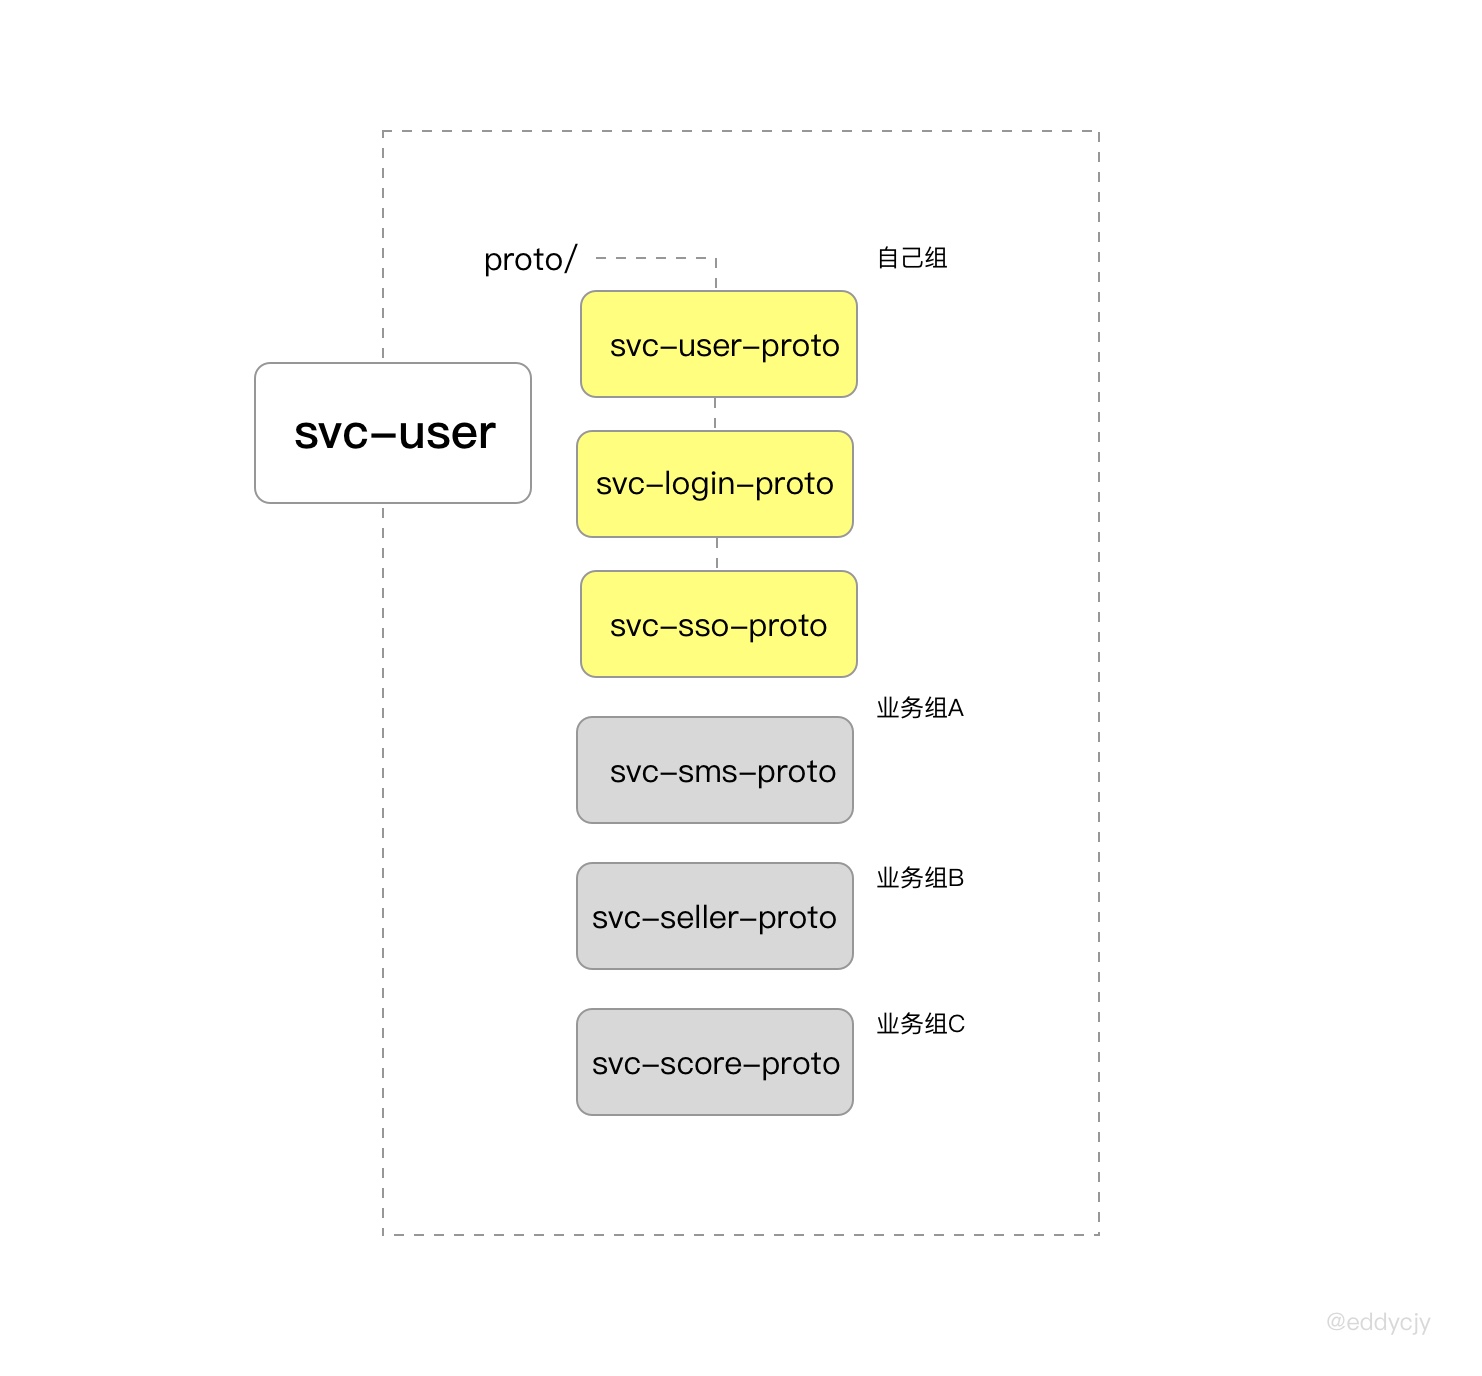 proto/
自己组
svc-user-proto
svc-user
svc-login-proto
svc-sso-proto
业务组A
svc-sms-proto
业务组B
svc-seller-proto
业务组C
svc-score-proto
@eddycjy